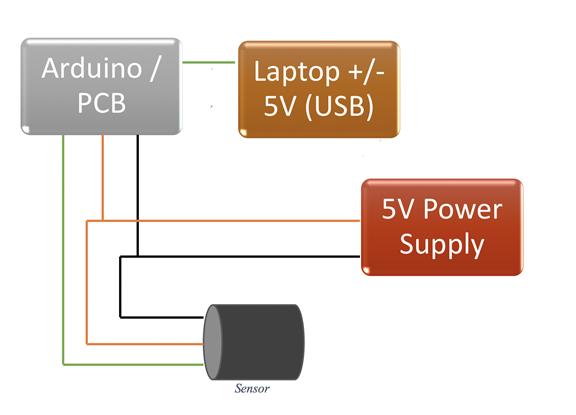 Arduino /
PCB
Laptop +/-
5V (USB)
5V Power
Supply
Sensor